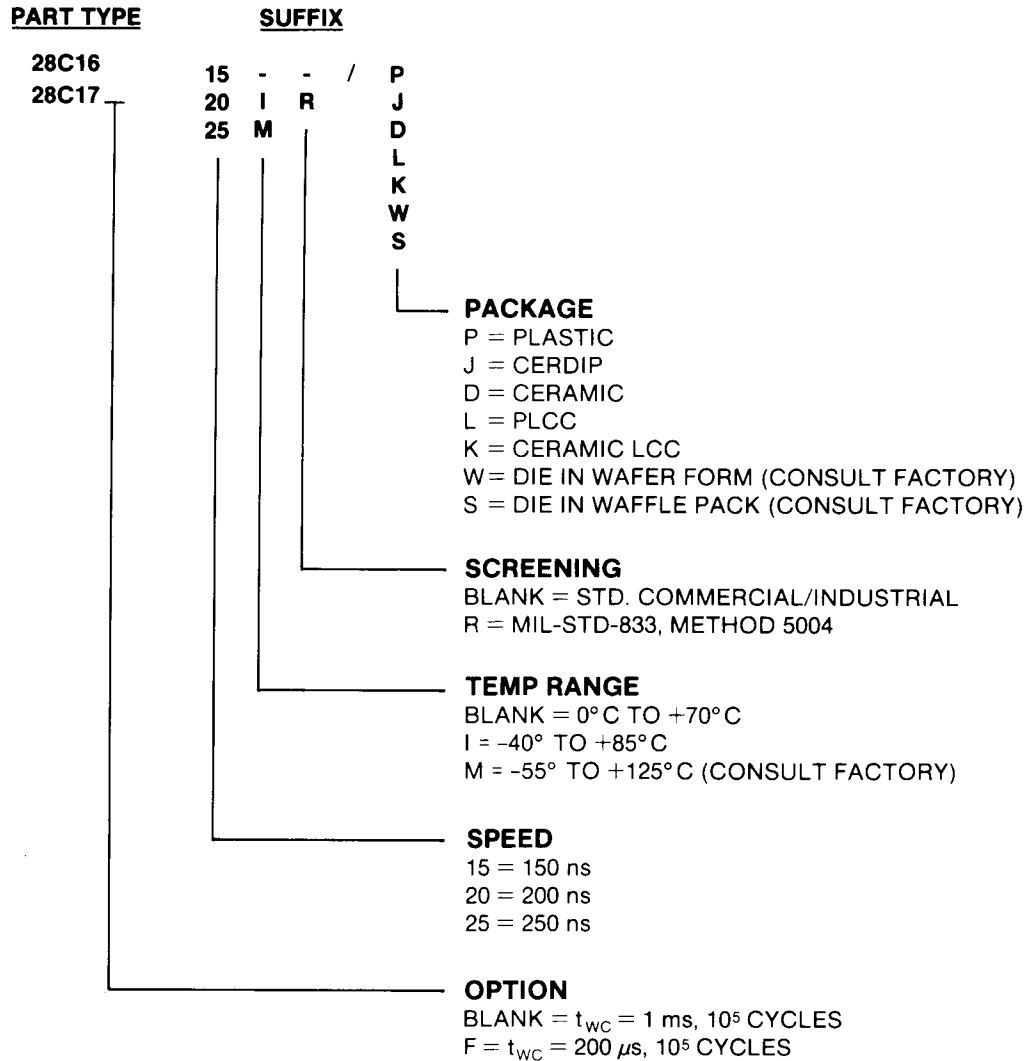 PART TYPE SUFFIX
28C16
15 - - / P
28C17_
20 I R J
25 M D
L
K
W
S
PACKAGE
P = PLASTIC
J = CERDIP
D = CERAMIC
L = PLCC
K = CERAMIC LCC
W= DIE IN WAFER FORM (CONSULT FACTORY)
S = DIE IN WAFFLE PACK (CONSULT FACTORY)
SCREENING
BLANK = STD. COMMERCIAL/INDUSTRIAL
R = MIL-STD-833, METHOD 5004
TEMP RANGE
BLANK = 0°C TO +70°C
I = -40° TO +85°C
M = -55° TO +125°C (CONSULT FACTORY)
SPEED
15 = 150 ns
20 = 200 ns
25 = 250 ns
OPTION
BLANK = tWC = 1 ms, 10⁵ CYCLES
F = tWC = 200 μs, 10⁵ CYCLES